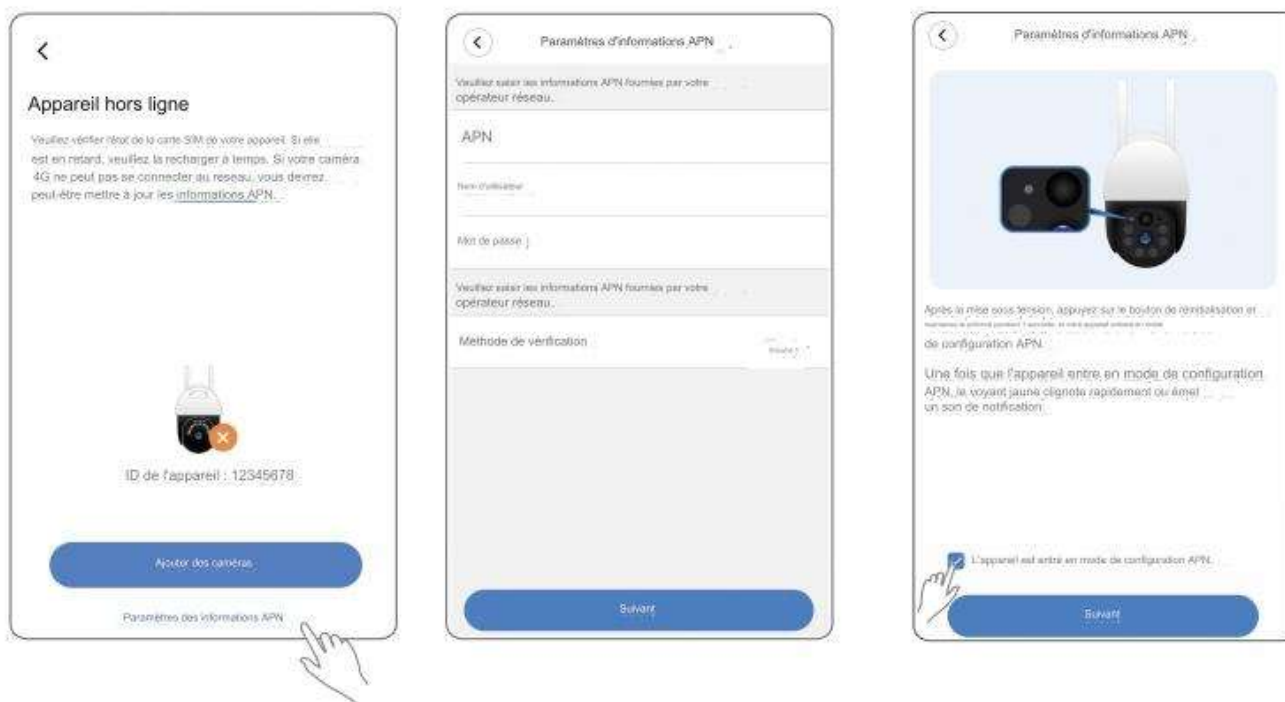 Appareil hors ligne
Veuillez vérifier l'état de la carte SIM de votre appareil. Si elle
est en retard, veuillez la recharger à temps. Si votre caméra
4G ne peut pas se connecter au reseau, vous devrez
peut-être mettre à jour les informations APN.
ID de l'appareil : 12345678
Ajouter des caméras
Paramètres des informations APN
Paramètres d'informations APN
Veuillez saisir les informations APN fournies par votre
opérateur réseau.
APN
Nom d'utilisateur
Mot de passe
Veuillez saisir les informations APN fournies par votre
opérateur réseau.
Méthode de vérification
Suivant
Paramètres d'informations APN
Après la mise sous tension, appuyez sur le bouton de réinitialisation et
de configuration APN.
Une fois que l'appareil entre en mode de configuration
APN, le voyant jaune clignote rapidement ou émet
un son de notification
L'appareil est entré en mode de configuration APN.
Suivant